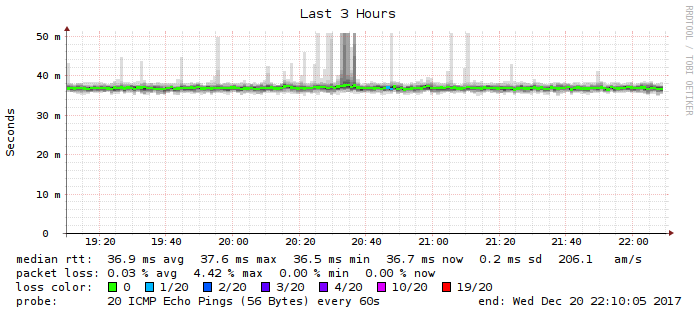 Last 3 Hours
RRDTOOL / TOBI OETIKER
Seconds
50 m
40 m
30 m
20 m
10 m
0
19:20 19:40 20:00 20:20 20:40 21:00 21:20 21:40 22:00
median rtt: 36.9 ms avg 37.6 ms max 36.5 ms min 36.7 ms now 0.2 ms sd 206.1 am/s
packet loss: 0.03 % avg 4.42 % max 0.00 % min 0.00 % now
loss color: 0 1/20 2/20 3/20 4/20 10/20 19/20
probe: 20 ICMP Echo Pings (56 Bytes) every 60s end: Wed Dec 20 22:10:05 2017